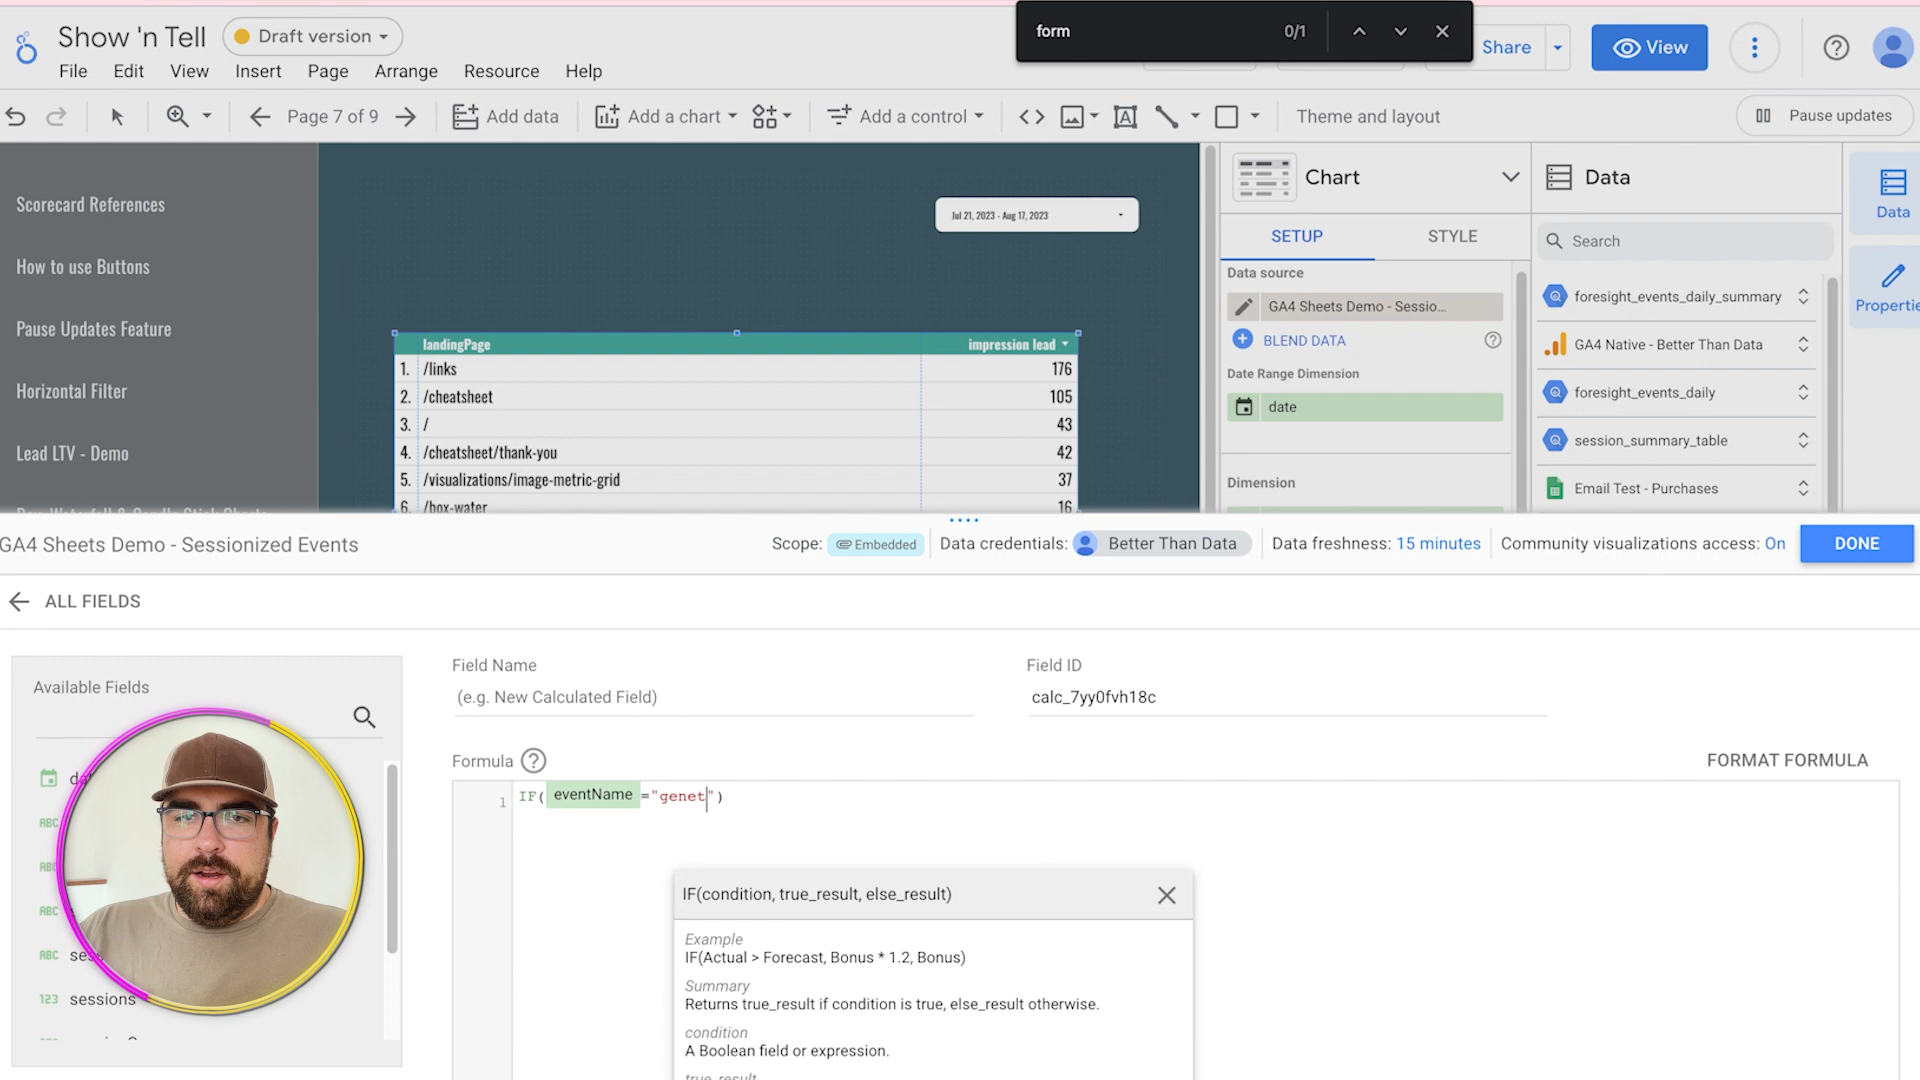 form
0/1
Show 'n Tell
Draft version
Share
View
File Edit View Insert Page Arrange Resource Help
Page 7 of 9
Add data
Add a chart
Add a control
Theme and layout
Pause updates
Scorecard References
How to use Buttons
Pause Updates Feature
Horizontal Filter
Lead LTV - Demo
Jul 21, 2023 - Aug 17, 2023
landingPage impression lead
1. /links 176
2. /cheatsheet 105
3. / 43
4. /cheatsheet/thank-you 42
5. /visualizations/image-metric-grid 37
6. /box-water 16
Chart
SETUP STYLE
Data source
GA4 Sheets Demo - Sessio...
BLEND DATA
Date Range Dimension
date
Dimension
Data
Search
foresight_events_daily_summary
GA4 Native - Better Than Data
foresight_events_daily
session_summary_table
Email Test - Purchases
Data
Propertie
GA4 Sheets Demo - Sessionized Events
Scope: Embedded
Data credentials: Better Than Data
Data freshness: 15 minutes
Community visualizations access: On
DONE
ALL FIELDS
Available Fields
ABC
ABC
ABC
ABC
123 sessions
Field Name
(e.g. New Calculated Field)
Field ID
calc_7yy0fvh18c
Formula
FORMAT FORMULA
1 IF( eventName ="genet")
IF(condition, true_result, else_result)
Example
IF(Actual > Forecast, Bonus * 1.2, Bonus)
Summary
Returns true_result if condition is true, else_result otherwise.
condition
A Boolean field or expression.
true_result